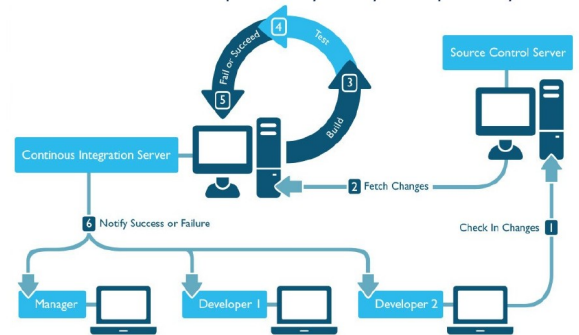 4
Test
Fail or Succeed
3
5
Build
Source Control Server
Continous Integration Server
2 Fetch Changes
6 Notify Success or Failure
Check In Changes 1
Manager
Developer 1
Developer 2